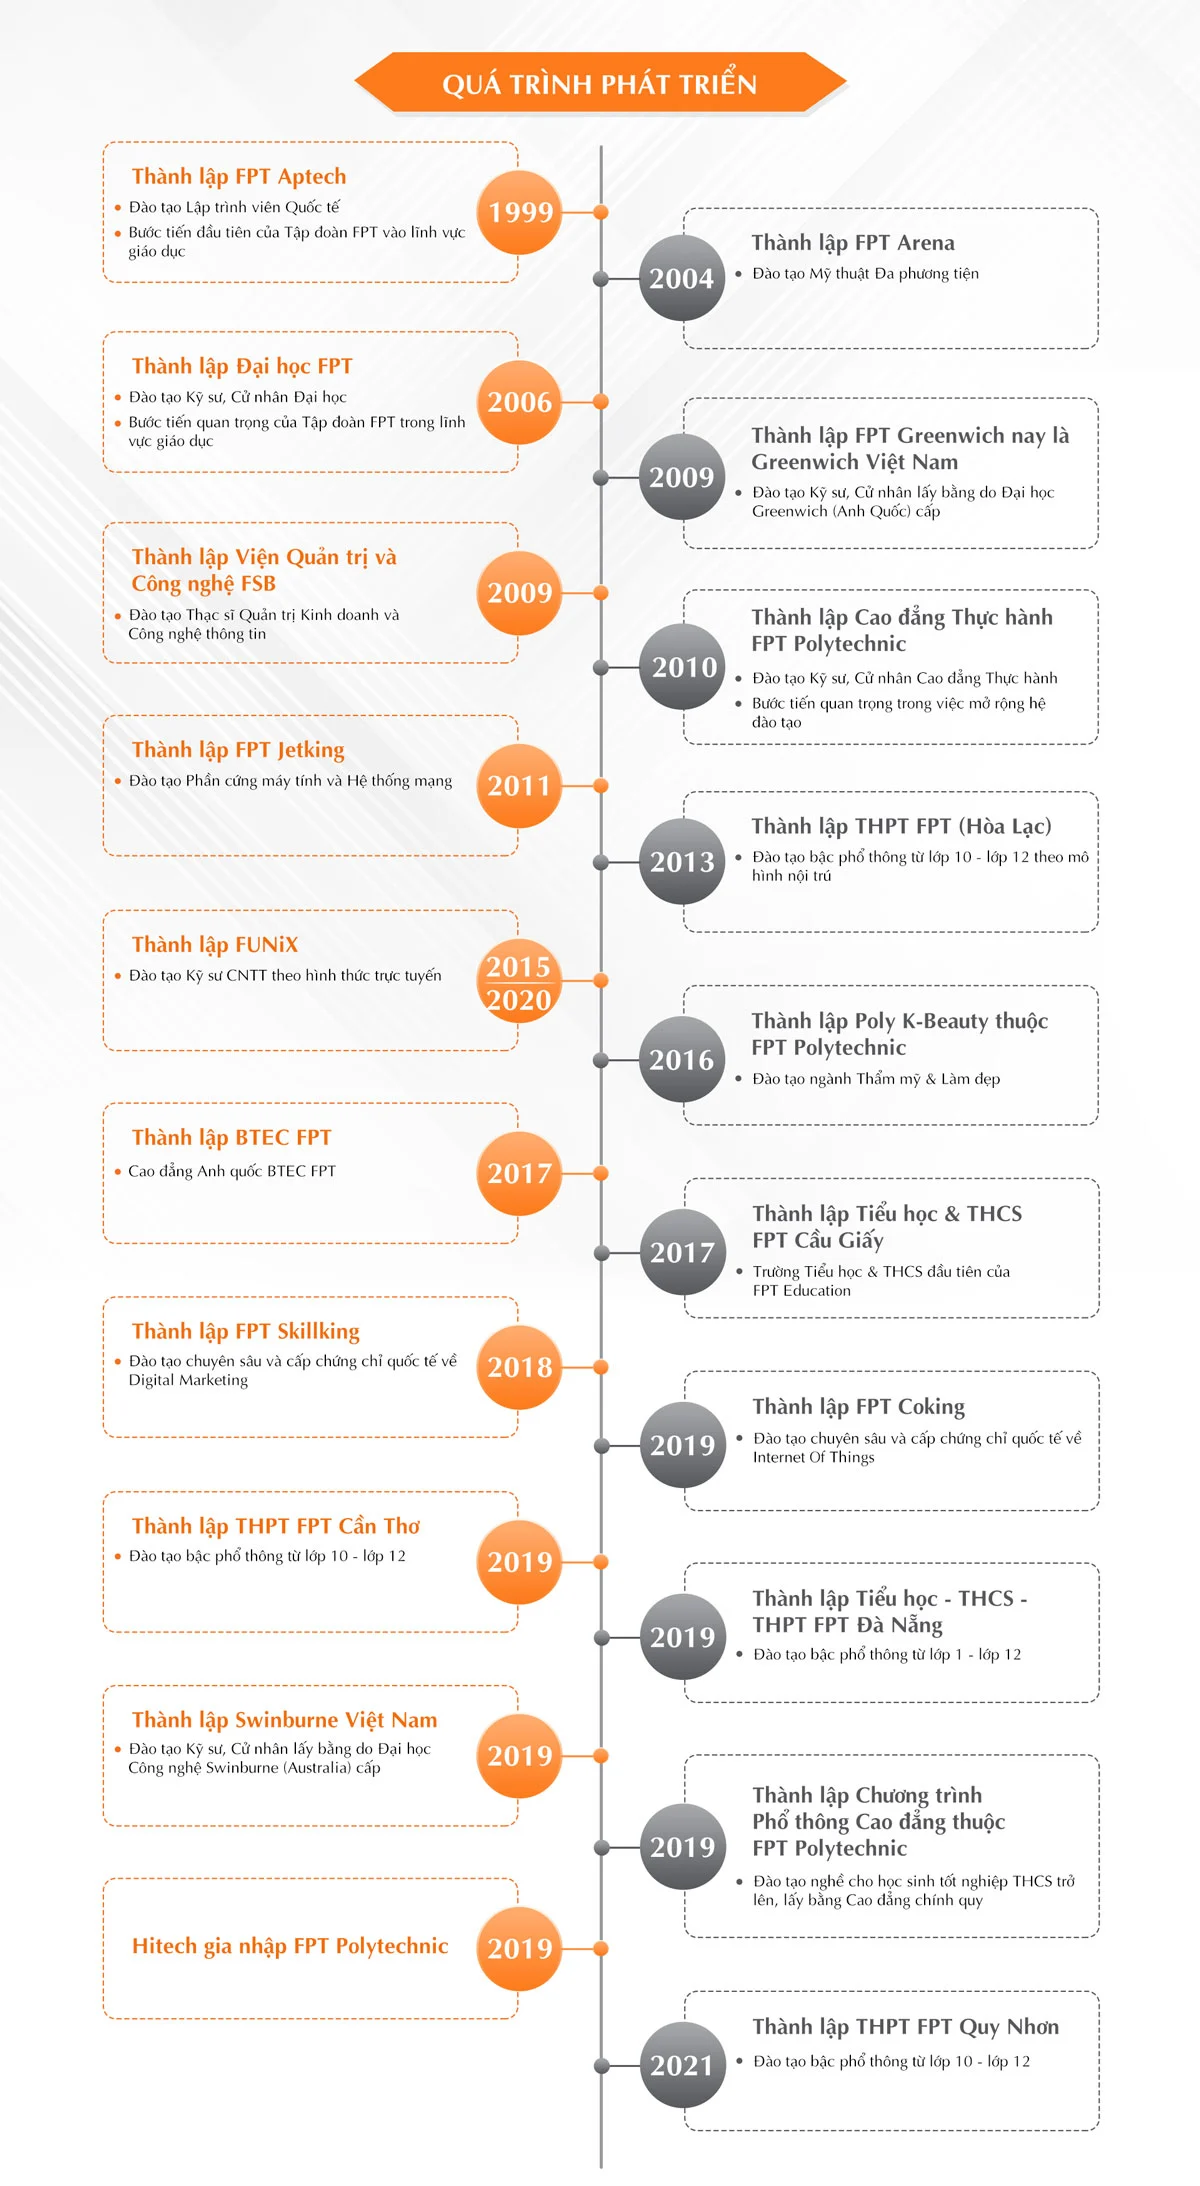 QUÁ TRÌNH PHÁT TRIỂN
Thành lập FPT Aptech
Đào tạo Lập trình viên Quốc tế
Bước tiến đầu tiên của Tập đoàn FPT vào lĩnh vực
giáo dục
1999
Thành lập FPT Arena
Đào tạo Mỹ thuật Đa phương tiện
2004
Thành lập Đại học FPT
Đào tạo Kỹ sư, Cử nhân Đại học
Bước tiến quan trọng của Tập đoàn FPT trong lĩnh
vực giáo dục
2006
Thành lập FPT Greenwich nay là
Greenwich Việt Nam
Đào tạo Kỹ sư, Cử nhân lấy bằng do Đại học
Greenwich (Anh Quốc) cấp
2009
Thành lập Viện Quản trị và
Công nghệ FSB
Đào tạo Thạc sĩ Quản trị Kinh doanh và
Công nghệ thông tin
2009
Thành lập Cao đẳng Thực hành
FPT Polytechnic
Đào tạo Kỹ sư, Cử nhân Cao đẳng Thực hành
Bước tiến quan trọng trong việc mở rộng hệ
đào tạo
2010
Thành lập FPT Jetking
Đào tạo Phần cứng máy tính và Hệ thống mạng
2011
Thành lập THPT FPT (Hòa Lạc)
Đào tạo bậc phổ thông từ lớp 10 - lớp 12 theo mô
hình nội trú
2013
Thành lập FUNiX
Đào tạo Kỹ sư CNTT theo hình thức trực tuyến
2015
2020
Thành lập Poly K-Beauty thuộc
FPT Polytechnic
Đào tạo ngành Thẩm mỹ & Làm đẹp
2016
Thành lập BTEC FPT
Cao đẳng Anh quốc BTEC FPT
2017
Thành lập Tiểu học & THCS
FPT Cầu Giấy
Trường Tiểu học & THCS đầu tiên của
FPT Education
2017
Thành lập FPT Skillking
Đào tạo chuyên sâu và cấp chứng chỉ quốc tế về
Digital Marketing
2018
Thành lập FPT Coking
Đào tạo chuyên sâu và cấp chứng chỉ quốc tế về
Internet Of Things
2019
Thành lập THPT FPT Cần Thơ
Đào tạo bậc phổ thông từ lớp 10 - lớp 12
2019
Thành lập Tiểu học - THCS -
THPT FPT Đà Nẵng
Đào tạo bậc phổ thông từ lớp 1 - lớp 12
2019
Thành lập Swinburne Việt Nam
Đào tạo Kỹ sư, Cử nhân lấy bằng do Đại học
Công nghệ Swinburne (Australia) cấp
2019
Thành lập Chương trình
Phổ thông Cao đẳng thuộc
FPT Polytechnic
Đào tạo nghề cho học sinh tốt nghiệp THCS trở
lên, lấy bằng Cao đẳng chính quy
2019
Hitech gia nhập FPT Polytechnic
2019
Thành lập THPT FPT Quy Nhơn
Đào tạo bậc phổ thông từ lớp 10 - lớp 12
2021